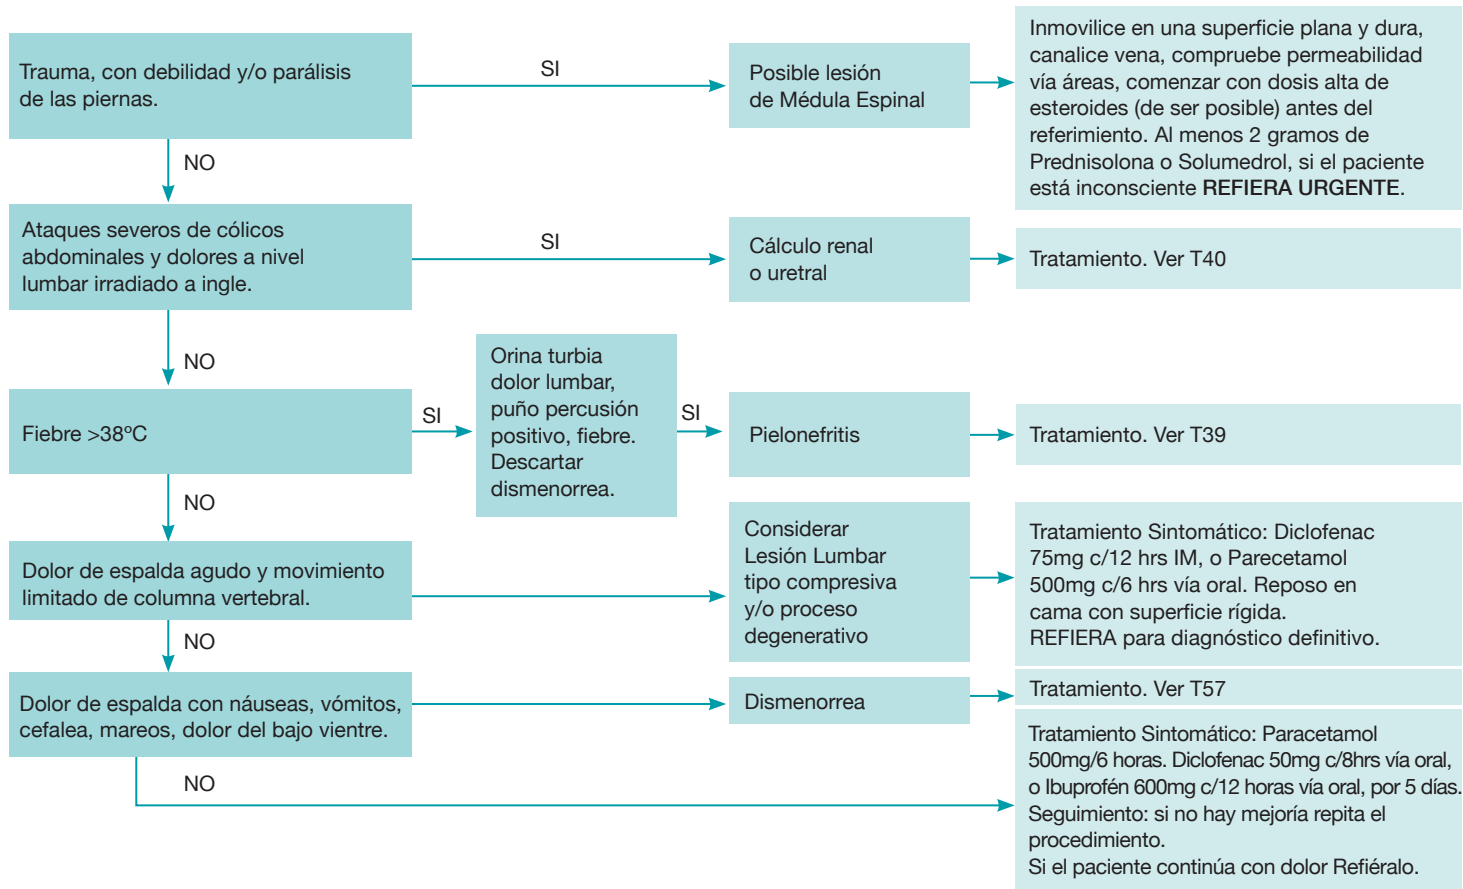 Trauma, con debilidad y/o parálisis
de las piernas.
SI
Posible lesión
de Médula Espinal
Inmovilice en una superficie plana y dura,
canalice vena, compruebe permeabilidad
vía áreas, comenzar con dosis alta de
esteroides (de ser posible) antes del
referimiento. Al menos 2 gramos de
Prednisolona o Solumedrol, si el paciente
está inconsciente REFIERA URGENTE.
NO
Ataques severos de cólicos
abdominales y dolores a nivel
lumbar irradiado a ingle.
SI
Cálculo renal
o uretral
Tratamiento. Ver T40
NO
Fiebre >38ºC
SI
Orina turbia
dolor lumbar,
puño percusión
positivo, fiebre.
Descartar
dismenorrea.
SI
Pielonefritis
Tratamiento. Ver T39
NO
Dolor de espalda agudo y movimiento
limitado de columna vertebral.
Considerar
Lesión Lumbar
tipo compresiva
y/o proceso
degenerativo
Tratamiento Sintomático: Diclofenac
75mg c/12 hrs IM, o Parecetamol
500mg c/6 hrs vía oral. Reposo en
cama con superficie rígida.
REFIERA para diagnóstico definitivo.
NO
Dolor de espalda con náuseas, vómitos,
cefalea, mareos, dolor del bajo vientre.
Dismenorrea
Tratamiento. Ver T57
NO
Tratamiento Sintomático: Paracetamol
500mg/6 horas. Diclofenac 50mg c/8hrs vía oral,
o Ibuprofén 600mg c/12 horas vía oral, por 5 días.
Seguimiento: si no hay mejoría repita el
procedimiento.
Si el paciente continúa con dolor Refiéralo.